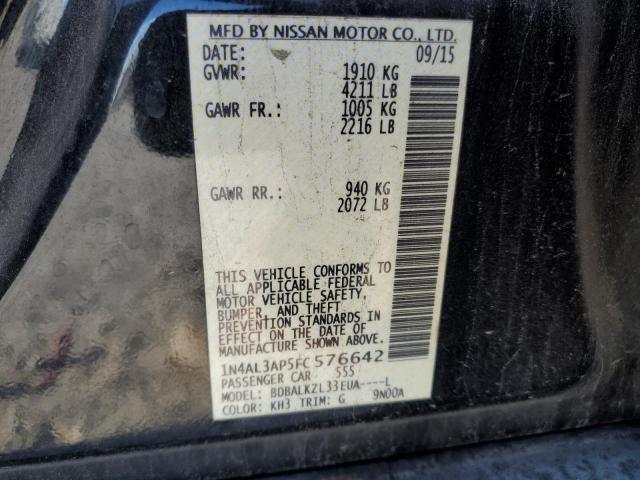 MFD BY NISSAN MOTOR CO., LTD.
DATE: 09/15
GVWR: 1910 KG
4211 LB
GAWR FR.: 1005 KG
2216 LB
GAWR RR.: 940 KG
2072 LB
THIS VEHICLE CONFORMS TO
ALL APPLICABLE FEDERAL
MOTOR VEHICLE SAFETY,
BUMPER, AND THEFT
PREVENTION STANDARDS IN
EFFECT ON THE DATE OF
MANUFACTURE SHOWN ABOVE.
1N4AL3AP5FC576642
PASSENGER CAR 555
MODEL: BDBALKZL33EUA----L
COLOR: KH3 TRIM: G 9N00A